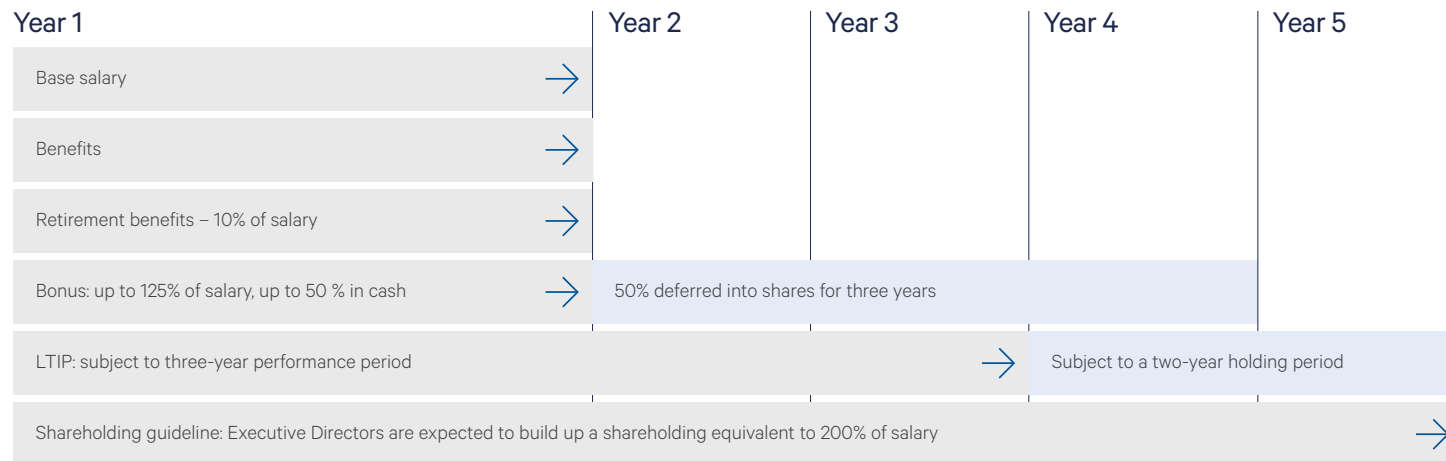 Year 1
Year 2
Year 3
Year 4
Year 5
Base salary
Benefits
Retirement benefits – 10% of salary
Bonus: up to 125% of salary, up to 50 % in cash
50% deferred into shares for three years
LTIP: subject to three-year performance period
Subject to a two-year holding period
Shareholding guideline: Executive Directors are expected to build up a shareholding equivalent to 200% of salary